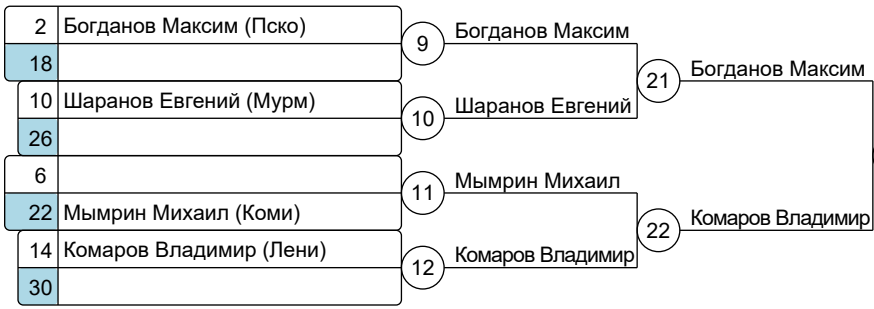 2 Богданов Максим (Пско)
9
Богданов Максим
18
21
Богданов Максим
10 Шаранов Евгений (Мурм)
10
Шаранов Евгений
26
6
11
Мымрин Михаил
22 Мымрин Михаил (Коми)
22
Комаров Владимир
14 Комаров Владимир (Лени)
12
Комаров Владимир
30